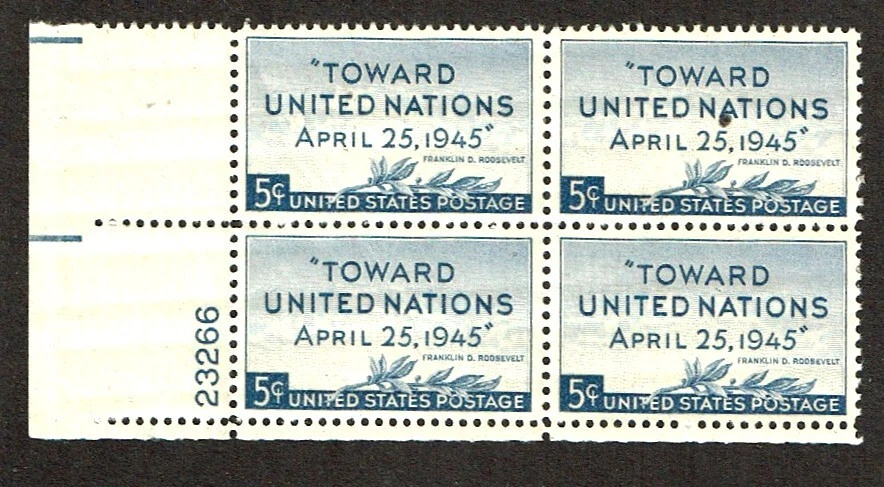 "TOWARD
UNITED NATIONS
APRIL 25, 1945"
FRANKLIN D. ROOSEVELT
5¢ UNITED STATES POSTAGE
"TOWARD
UNITED NATIONS
APRIL 25, 1945"
FRANKLIN D. ROOSEVELT
5¢ UNITED STATES POSTAGE
"TOWARD
UNITED NATIONS
APRIL 25, 1945"
FRANKLIN D. ROOSEVELT
5¢ UNITED STATES POSTAGE
"TOWARD
UNITED NATIONS
APRIL 25, 1945"
FRANKLIN D. ROOSEVELT
5¢ UNITED STATES POSTAGE
23266